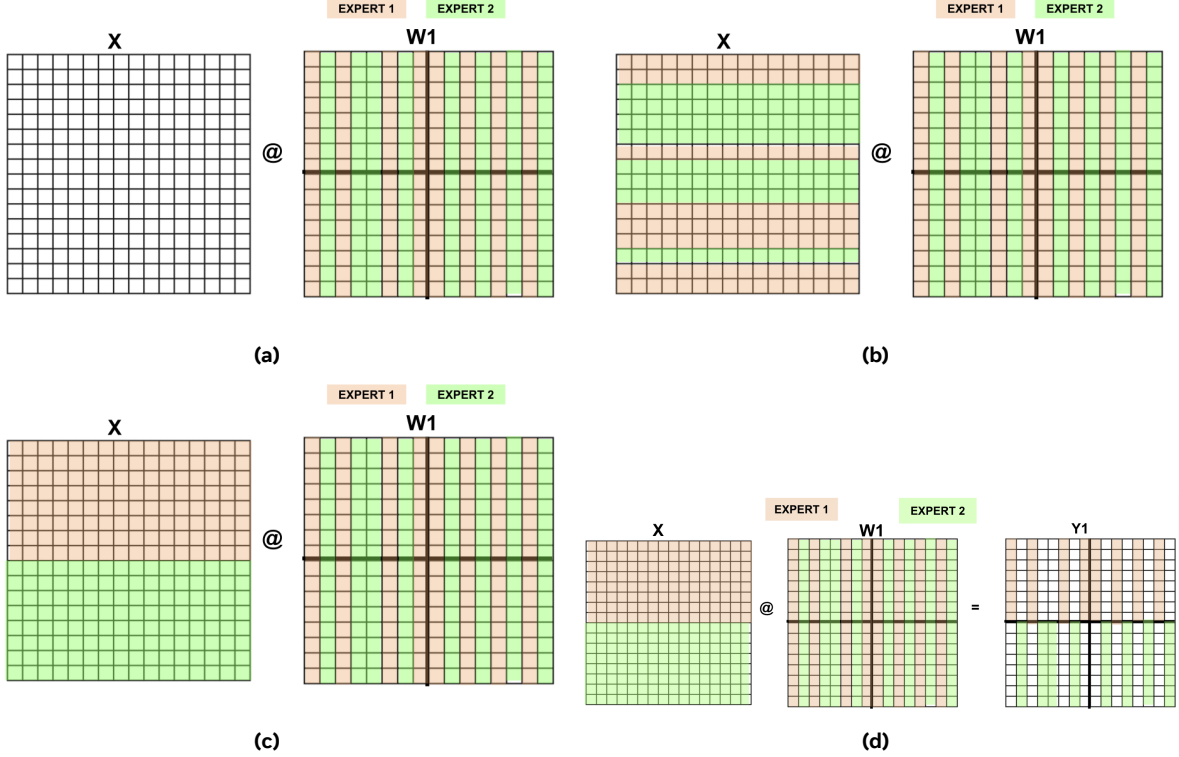 EXPERT 1 EXPERT 2
X W1
@
(a)
EXPERT 1 EXPERT 2
X W1
@
(b)
EXPERT 1 EXPERT 2
X W1
@
(c)
EXPERT 1 EXPERT 2
X W1 Y1
@ =
(d)